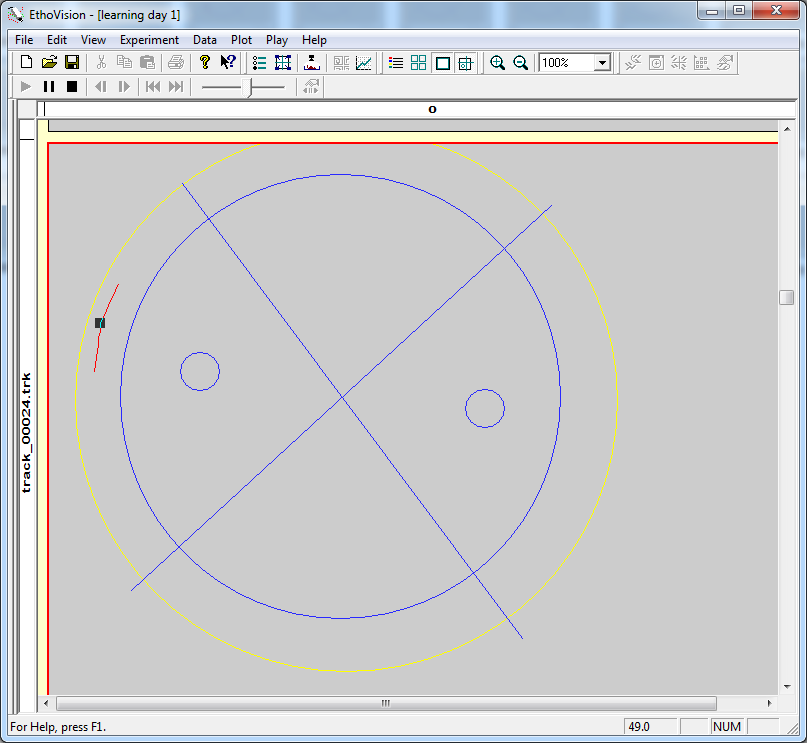 EthoVision - [learning day 1]
File Edit View Experiment Data Plot Play Help
100%
o
track_00024.trk
For Help, press F1.
49.0
NUM